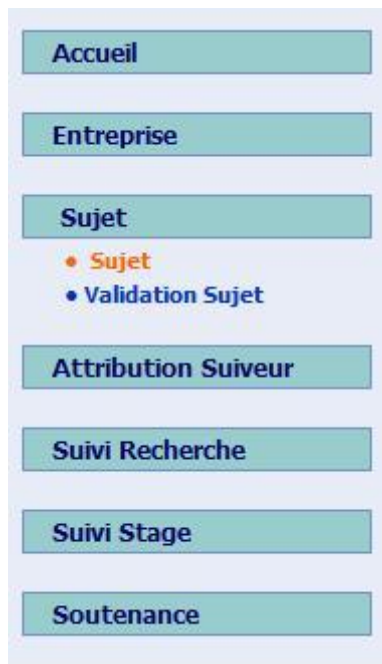 Accueil
Entreprise
Sujet
• Sujet
• Validation Sujet
Attribution Suiveur
Suivi Recherche
Suivi Stage
Soutenance